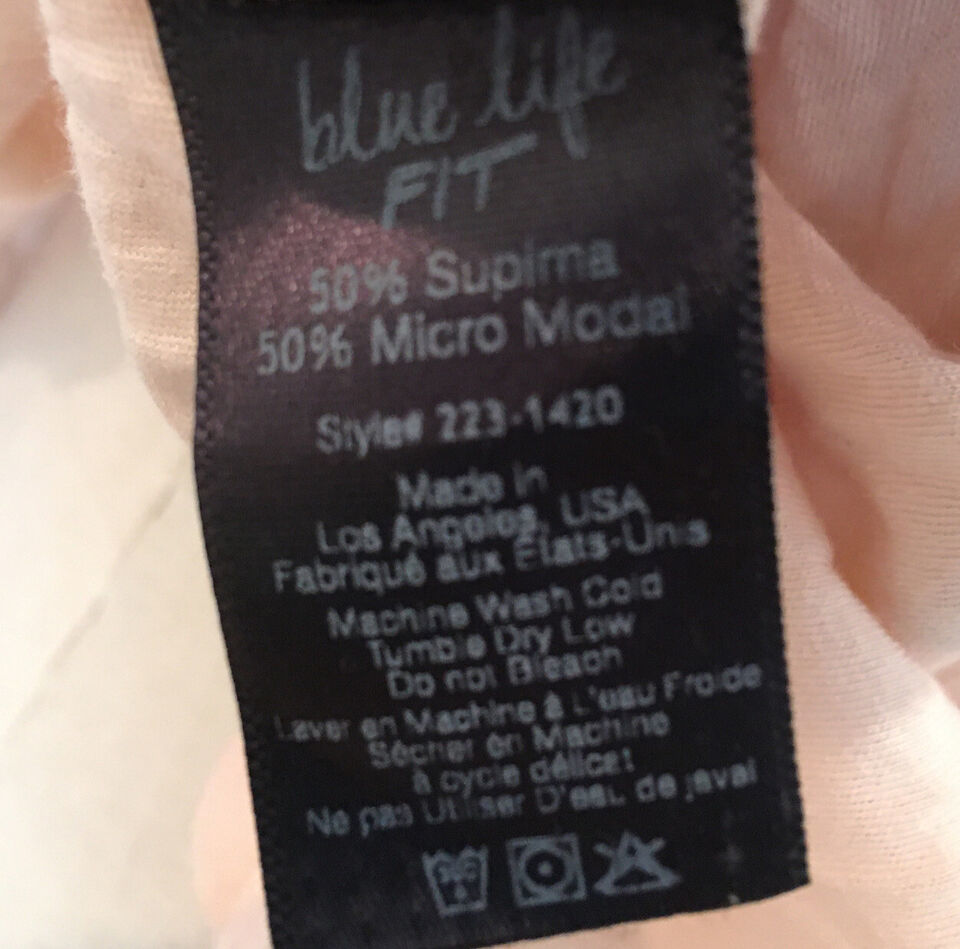 blue life
FIT
50% Supima
50% Micro Modal
Style# 223-1420
Made in
Los Angeles, USA
Fabriqué aux États-Unis
Machine Wash Cold
Tumble Dry Low
Do not Bleach
Laver en Machine à L'eau Froide
Sécher en Machine
à cycle délicat
Ne pas Utiliser D'eau de javal